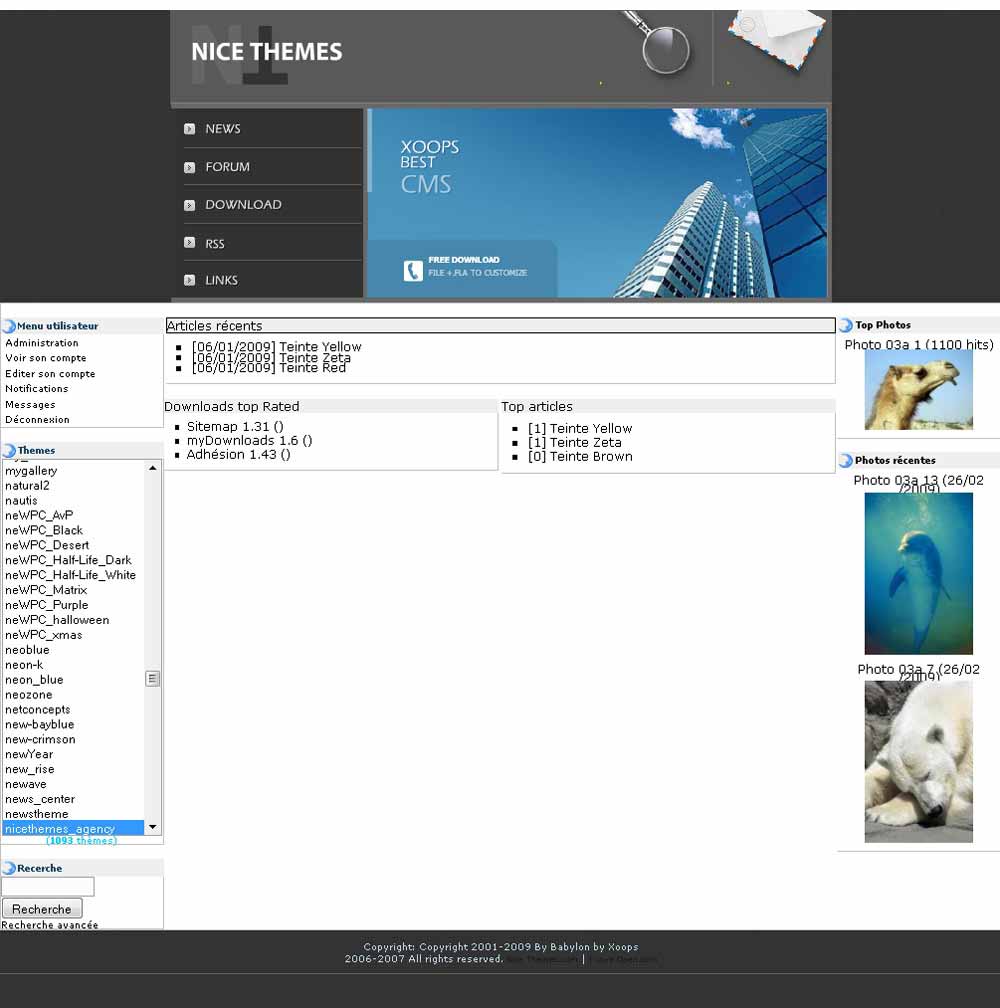 NICE THEMES
NEWS
FORUM
DOWNLOAD
RSS
LINKS
XOOPS
BEST
CMS
FREE DOWNLOAD
FILE +.FLA TO CUSTOMIZE
Menu utilisateur
Administration
Voir son compte
Editer son compte
Notifications
Messages
Déconnexion
Themes
mygallery
natural2
nautis
neWPC_AvP
neWPC_Black
neWPC_Desert
neWPC_Half-Life_Dark
neWPC_Half-Life_White
neWPC_Matrix
neWPC_Purple
neWPC_halloween
neWPC_xmas
neoblue
neon-k
neon_blue
neozone
netconcepts
new-bayblue
new-crimson
newYear
new_rise
newave
news_center
newstheme
nicethemes_agency
(1093 thèmes)
Recerche
Recherche
Recherche avancée
Articles récents
[06/01/2009] Teinte Yellow
[06/01/2009] Teinte Zeta
[06/01/2009] Teinte Red
Downloads top Rated
Sitemap 1.31 ()
myDownloads 1.6 ()
Adhésion 1.43 ()
Top articles
[1] Teinte Yellow
[1] Teinte Zeta
[0] Teinte Brown
Top Photos
Photo 03a 1 (1100 hits)
Photos récentes
Photo 03a 13 (26/02
/2009)
Photo 03a 7 (26/02
/2009)
Copyright: Copyright 2001-2009 By Babylon by Xoops
2006-2007 All rights reserved. |